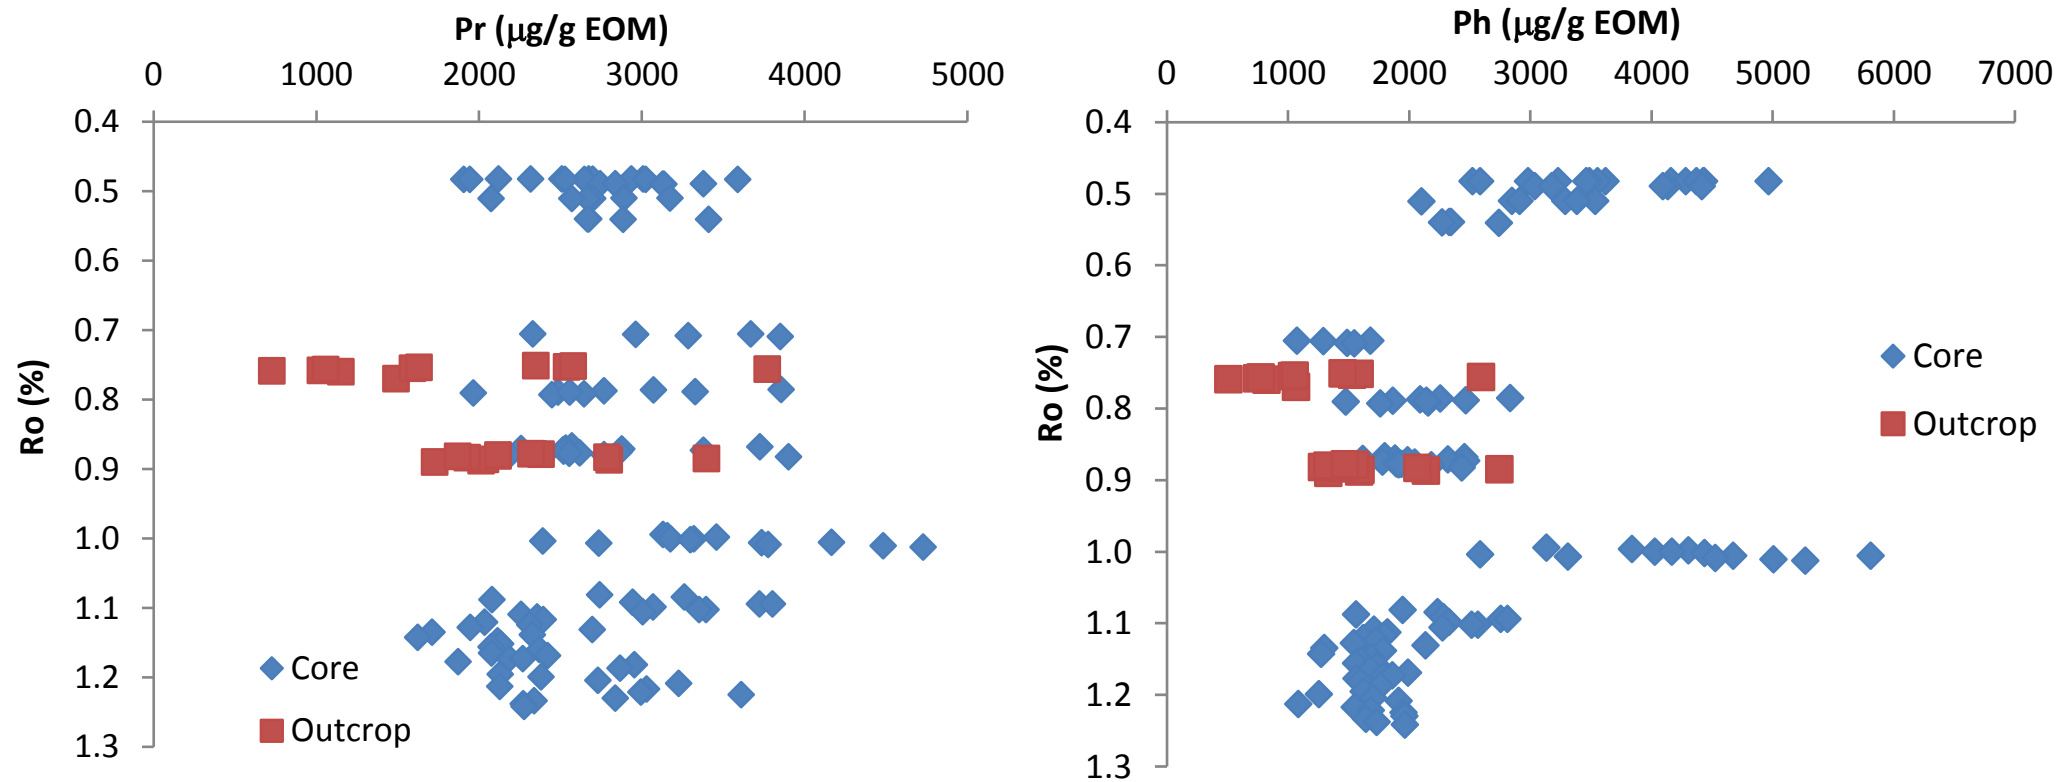 Pr (μg/g EOM)
0 1000 2000 3000 4000 5000
0.4
0.5
0.6
0.7
0.8
0.9
1.0
1.1
1.2
1.3
Ro (%)
Core
Outcrop
Ph (μg/g EOM)
0 1000 2000 3000 4000 5000 6000 7000
0.4
0.5
0.6
0.7
0.8
0.9
1.0
1.1
1.2
1.3
Ro (%)
Core
Outcrop